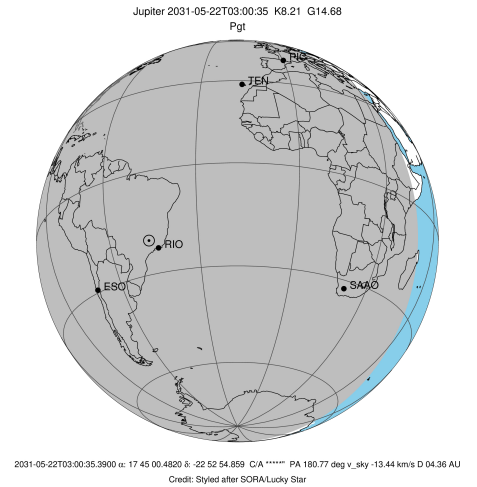 Jupiter 2031-05-22T03:00:35 K8.21 G14.68
Pgt
PIC
TEN
RIO
ESO
SAAO
2031-05-22T03:00:35.3900 α: 17 45 00.4820 δ: -22 52 54.859 C/A *****" PA 180.77 deg v_sky -13.44 km/s D 04.36 AU
Credit: Styled after SORA/Lucky Star